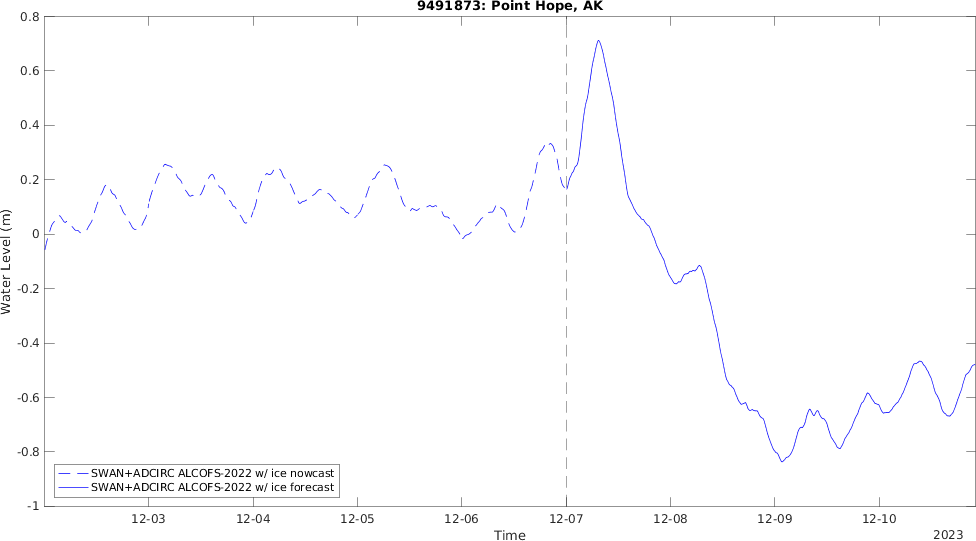 9491873: Point Hope, AK
0.8
0.6
0.4
0.2
0
-0.2
-0.4
-0.6
-0.8
-1
Water Level (m)
SWAN+ADCIRC ALCOFS-2022 w/ ice nowcast
SWAN+ADCIRC ALCOFS-2022 w/ ice forecast
12-03 12-04 12-05 12-06 12-07 12-08 12-09 12-10
Time
2023